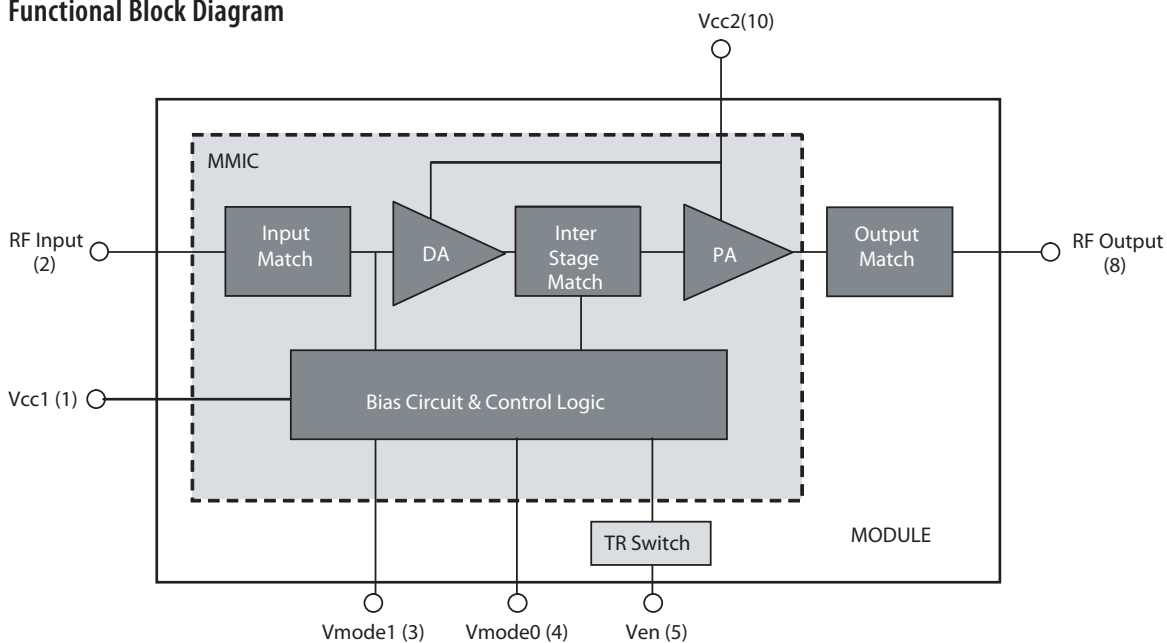 Functional Block Diagram
Vcc2(10)
MMIC
RF Input
(2)
Input
Match
DA
Inter
Stage
Match
PA
Output
Match
RF Output
(8)
Vcc1 (1)
Bias Circuit & Control Logic
TR Switch
MODULE
Vmode1 (3)
Vmode0 (4)
Ven (5)